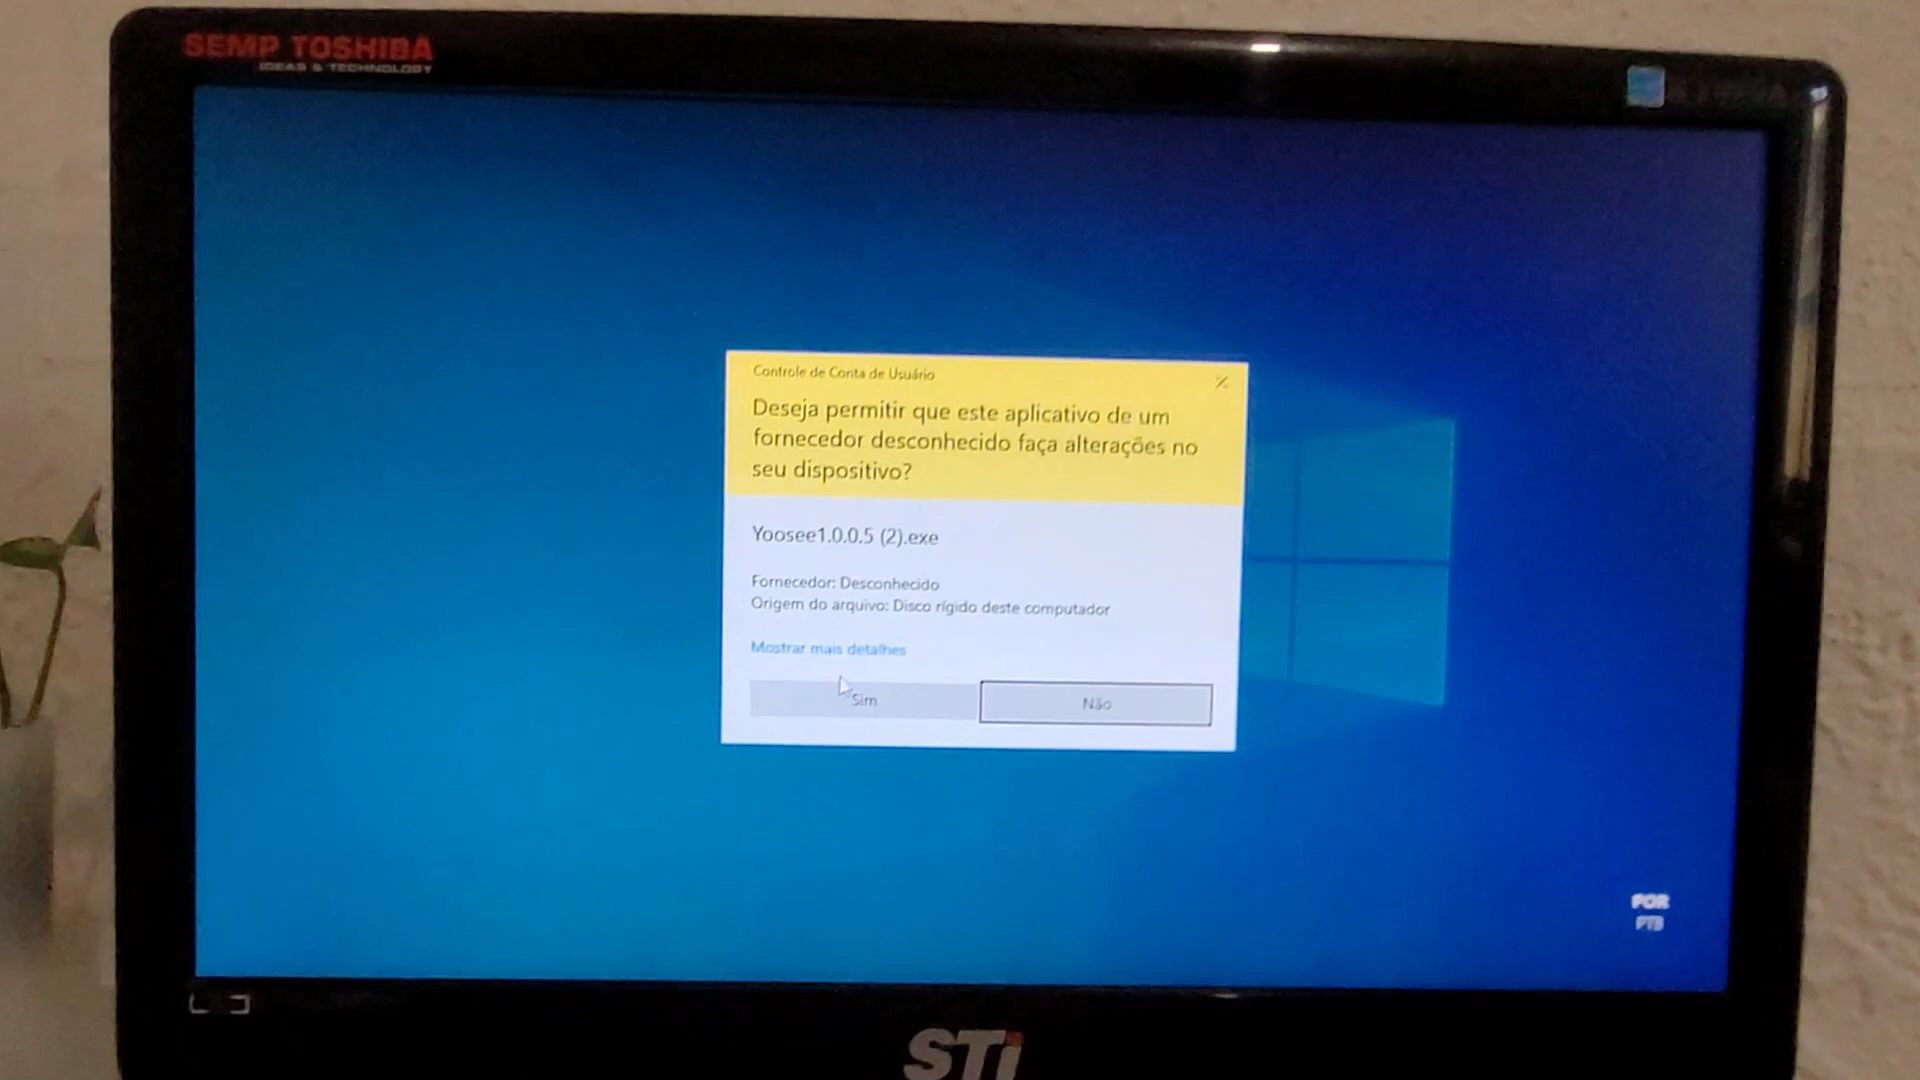 SEMP TOSHIBA
IDEAS & TECHNOLOGY
Controle de Conta de Usuário
Deseja permitir que este aplicativo de um
fornecedor desconhecido faça alterações no
seu dispositivo?
Yoosee1.0.0.5 (2).exe
Fornecedor: Desconhecido
Origem do arquivo: Disco rígido deste computador
Mostrar mais detalhes
Sim
Não
POR
PTB
STi